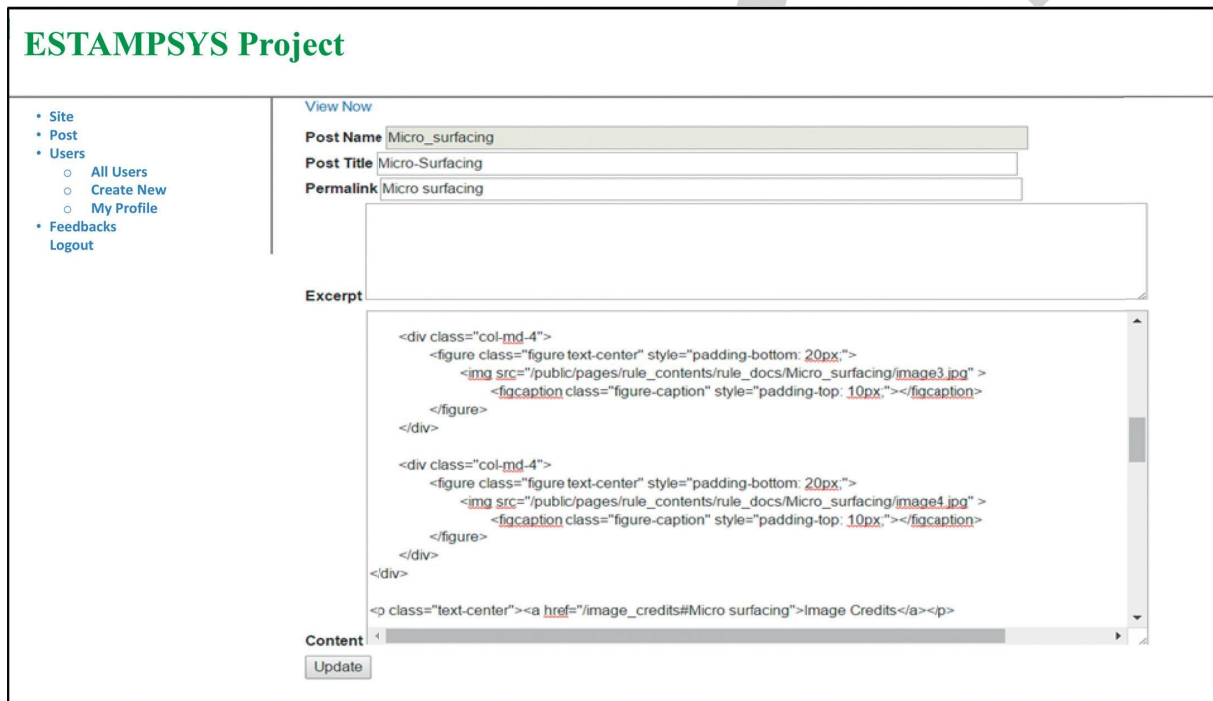 ESTAMPSYS Project
• Site
• Post
• Users
o All Users
o Create New
o My Profile
• Feedbacks
Logout
View Now
Post Name Micro_surfacing
Post Title Micro-Surfacing
Permalink Micro surfacing
Excerpt
<div class="col-md-4">
<figure class="figure text-center" style="padding-bottom: 20px;">
<img src="/public/pages/rule_contents/rule_docs/Micro_surfacing/image3.jpg" >
<figcaption class="figure-caption" style="padding-top: 10px;"></figcaption>
</figure>
</div>
<div class="col-md-4">
<figure class="figure text-center" style="padding-bottom: 20px;">
<img src="/public/pages/rule_contents/rule_docs/Micro_surfacing/image4.jpg" >
<figcaption class="figure-caption" style="padding-top: 10px;"></figcaption>
</figure>
</div>
</div>
<p class="text-center"><a href="/image_credits#Micro surfacing">Image Credits</a></p>
Content
Update